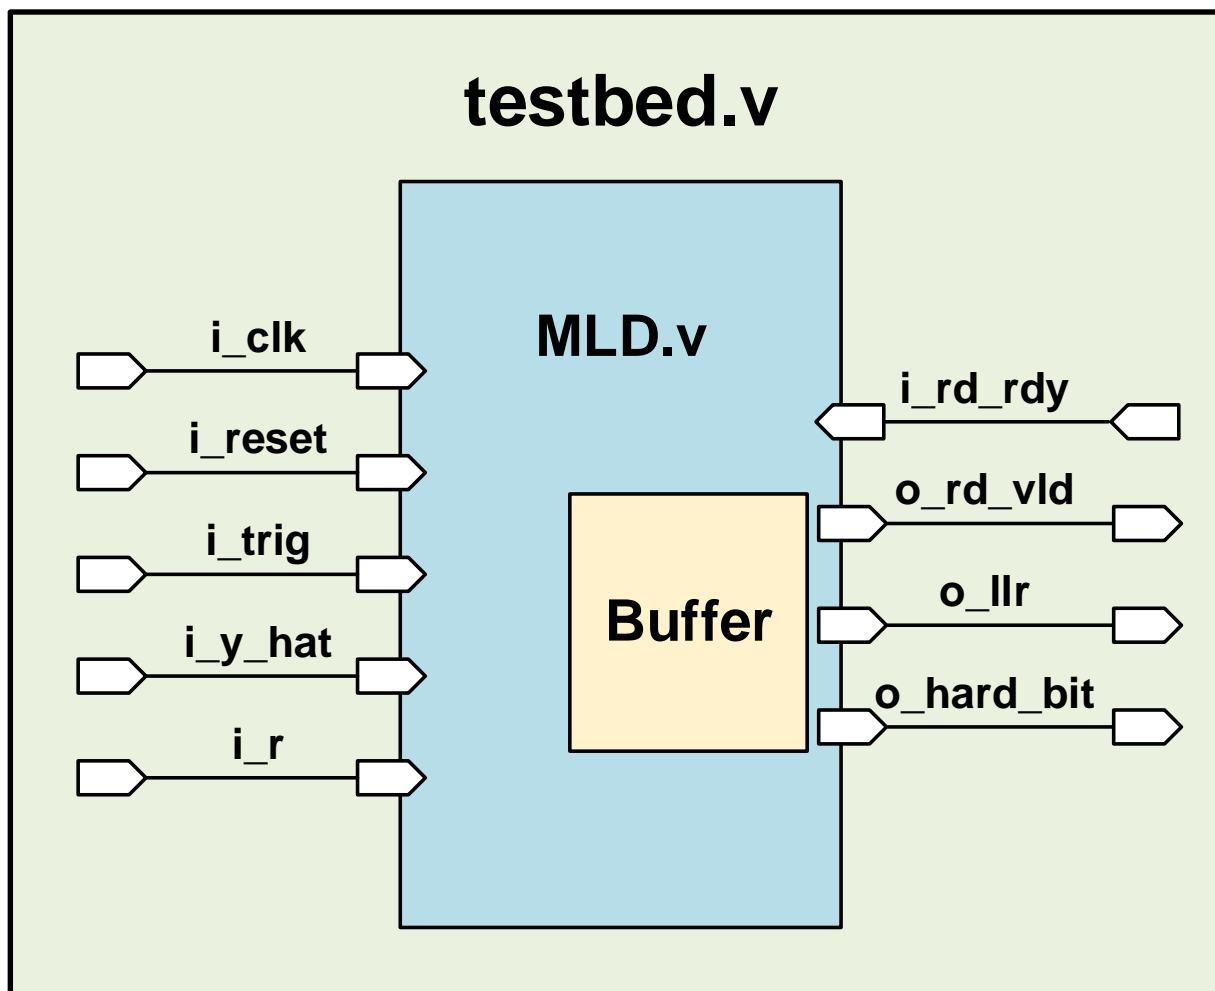 testbed.v
MLD.v
i_clk
i_reset
i_trig
i_y_hat
i_r
Buffer
i_rd_rdy
o_rd_vld
o_llr
o_hard_bit